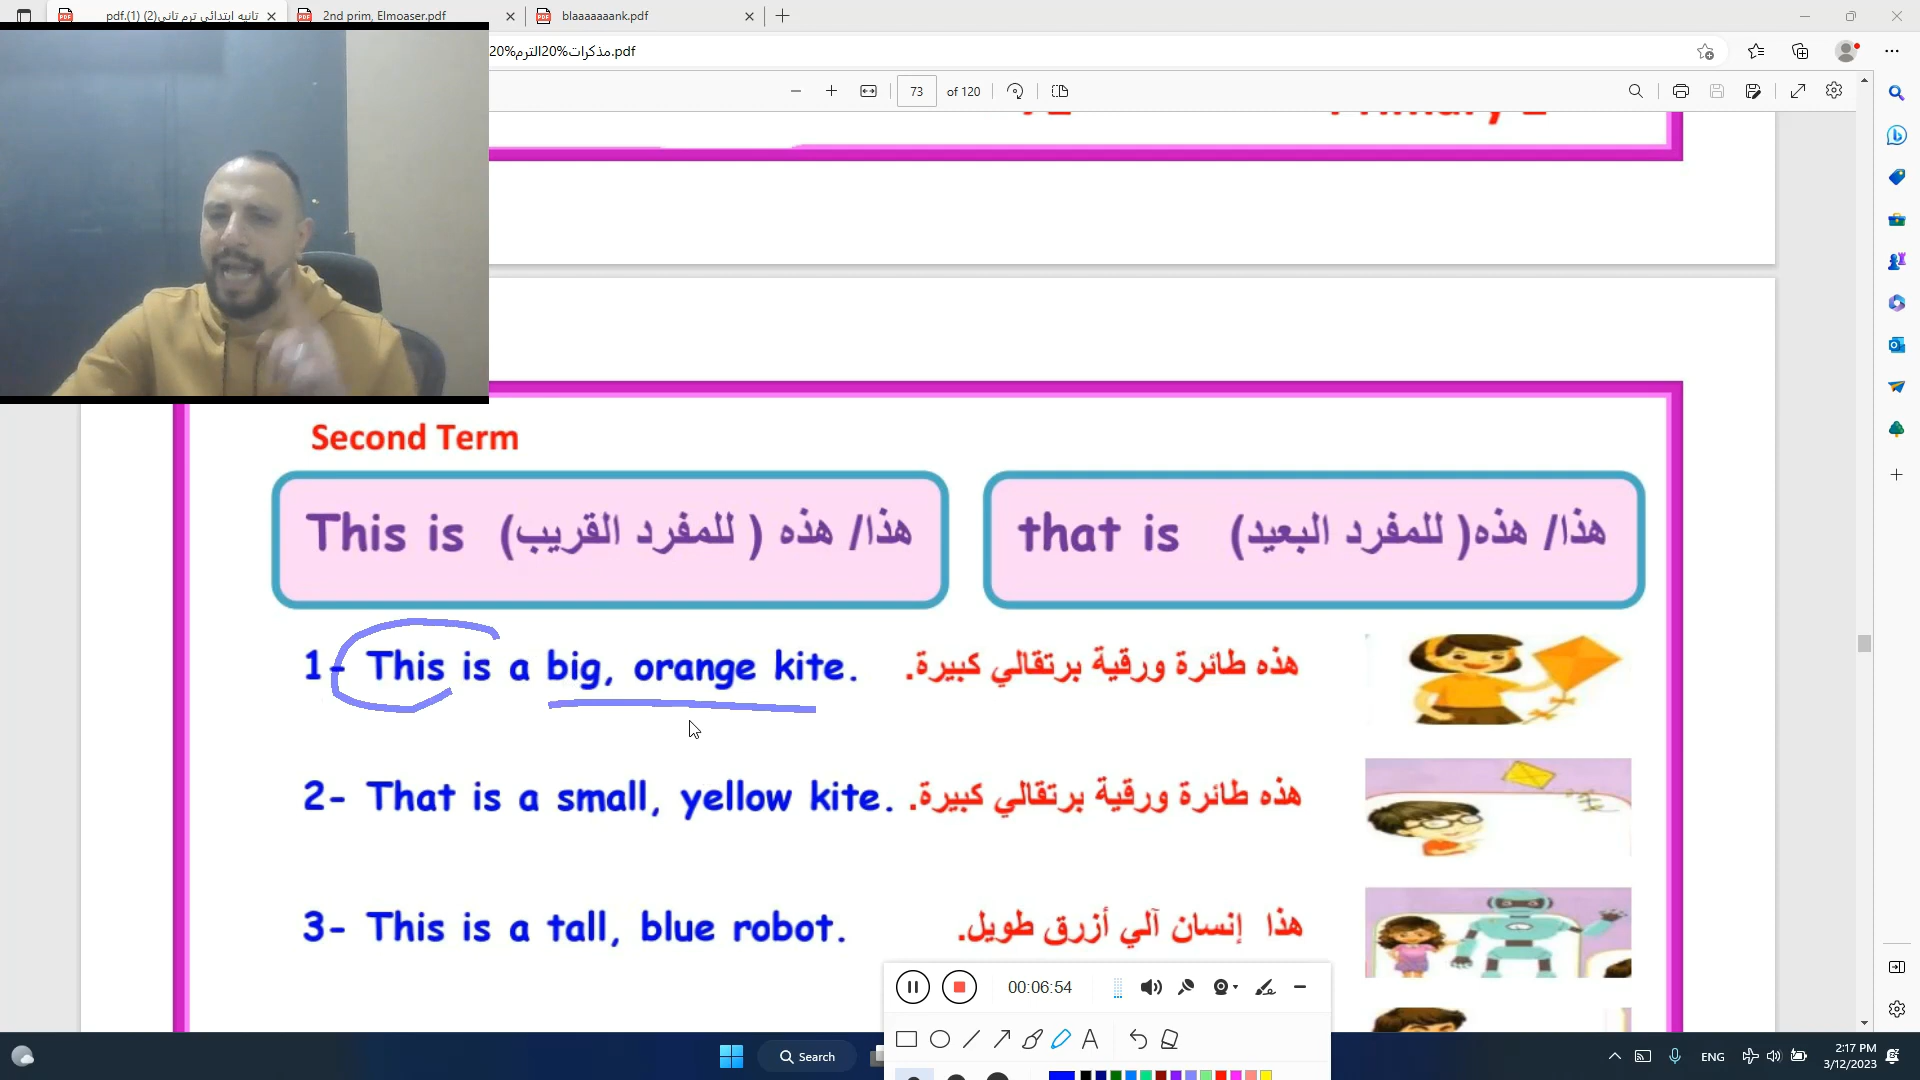 تانيه ابتدائي ترم تاني(2) (1).pdf
2nd prim, Elmoaser.pdf
blaaaaaaank.pdf
20%مذكرات%20الترم.pdf
73 of 120
Second Term
This is هذا/ هذه ( للمفرد القريب)
that is هذا/ هذه( للمفرد البعيد)
1- This is a big, orange kite. هذه طائرة ورقية برتقالي كبيرة.
2- That is a small, yellow kite. هذه طائرة ورقية برتقالي كبيرة.
3- This is a tall, blue robot. هذا إنسان آلي أزرق طويل.
00:06:54
Search
ENG
2:17 PM
3/12/2023